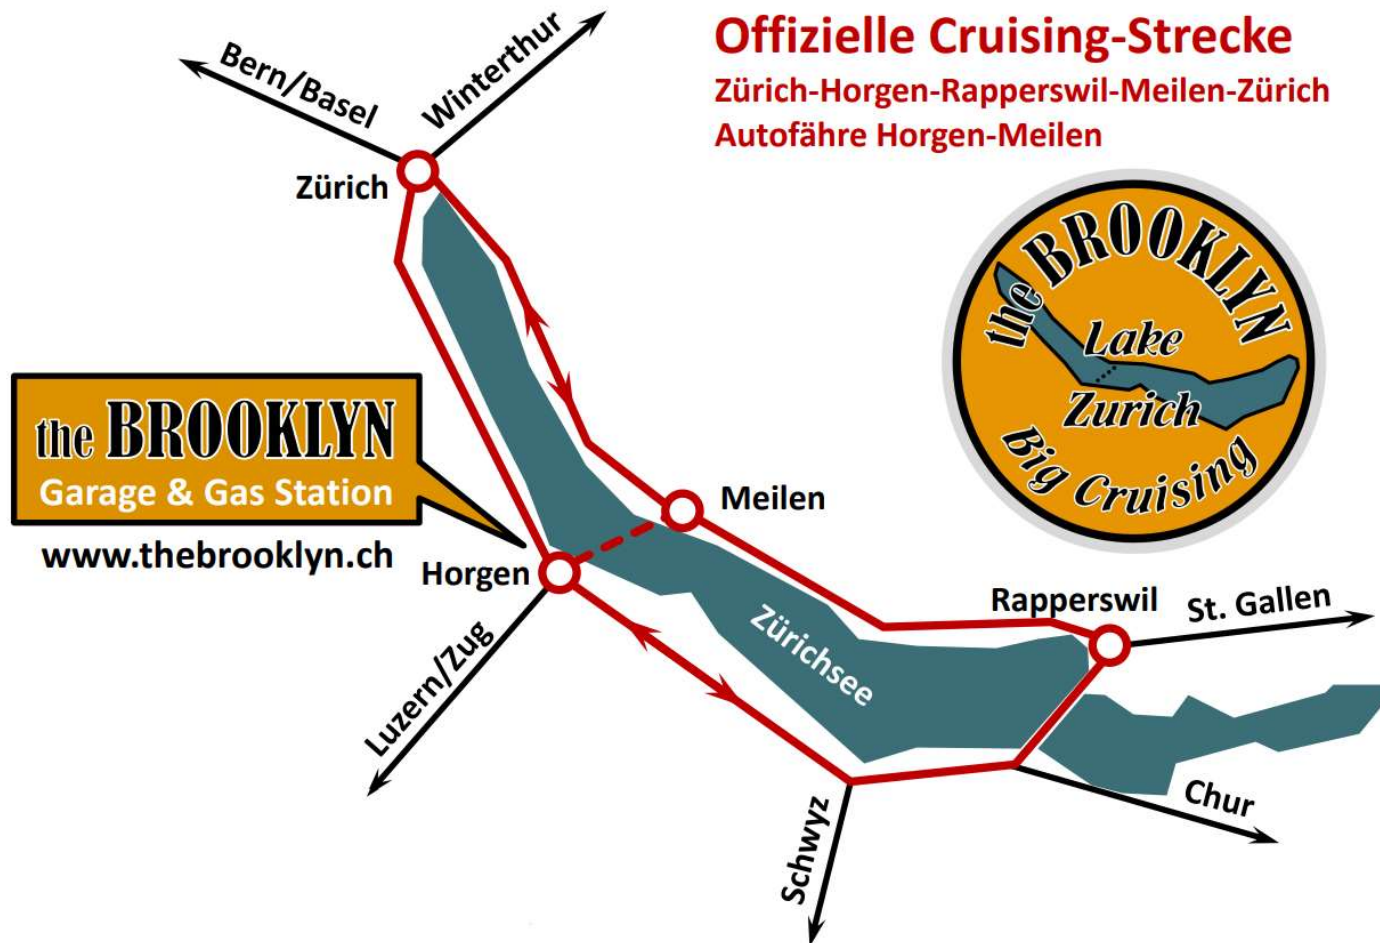 Offizielle Cruising-Strecke
Zürich-Horgen-Rapperswil-Meilen-Zürich
Autofähre Horgen-Meilen
Bern/Basel
Winterthur
Zürich
the BROOKLYN
Lake
Zurich
Big Cruising
the BROOKLYN
Garage & Gas Station
www.thebrooklyn.ch
Meilen
Horgen
Rapperswil
St. Gallen
Luzern/Zug
Zürichsee
Schwyz
Chur